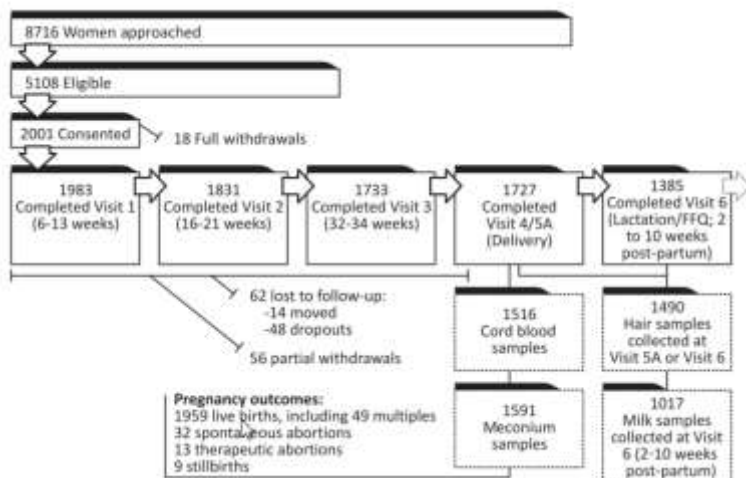 8716 Women approached
5108 Eligible
2001 Consented
18 Full withdrawals
1983
Completed Visit 1
(6-13 weeks)
1831
Completed Visit 2
(16-21 weeks)
1733
Completed Visit 3
(32-34 weeks)
1727
Completed
Visit 4/5A
(Delivery)
1385
Completed Visit 6
(Lactation/FFQ; 2
to 10 weeks
post-partum)
62 lost to follow-up:
-14 moved
-48 dropouts
56 partial withdrawals
1516
Cord blood
samples
1490
Hair samples
collected at
Visit 5A or Visit 6
Pregnancy outcomes:
1959 live births, including 49 multiples
32 spontaneous abortions
13 therapeutic abortions
9 stillbirths
1591
Meconium
samples
1017
Milk samples
collected at Visit
6 (2-10 weeks
post-partum)